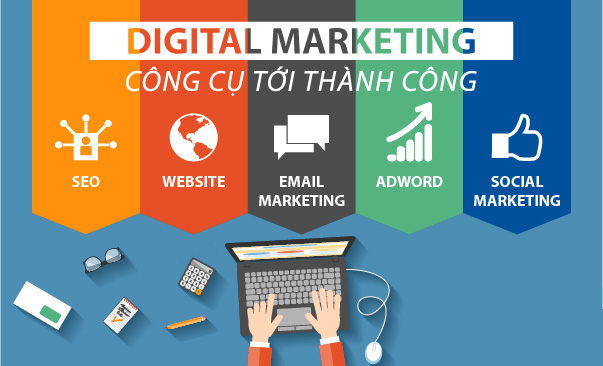 DIGITAL MARKETING
CÔNG CỤ TỚI THÀNH CÔNG
SEO
WEBSITE
EMAIL
MARKETING
ADWORD
SOCIAL
MARKETING